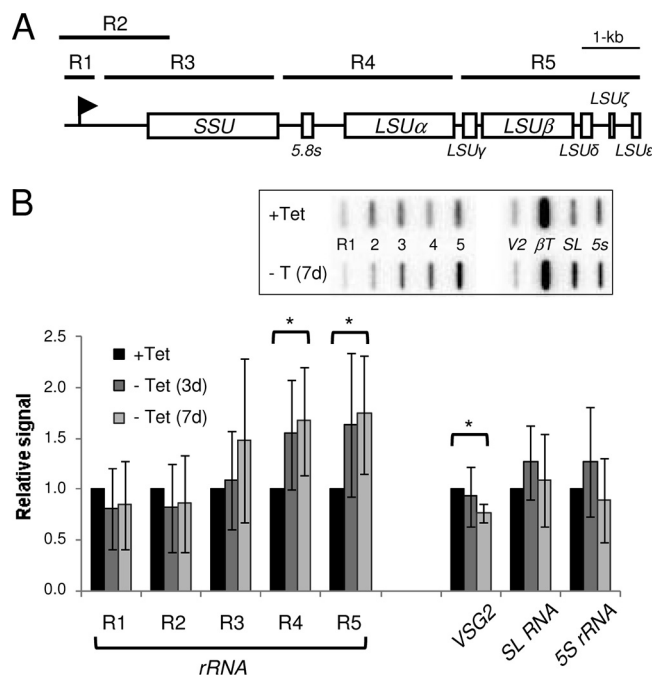 A
R2
1-kb
R1 R3 R4 R5
LSUζ
SSU LSUα LSUβ
5.8s LSUγ LSUδ LSUε
B
+Tet
R1 2 3 4 5 V2 βT SL 5s
- T (7d)
2.5
2.0
1.5
1.0
0.5
0.0
Relative signal
+Tet
- Tet (3d)
- Tet (7d)
* *
*
R1 R2 R3 R4 R5
rRNA
VSG2
SL RNA
5S rRNA